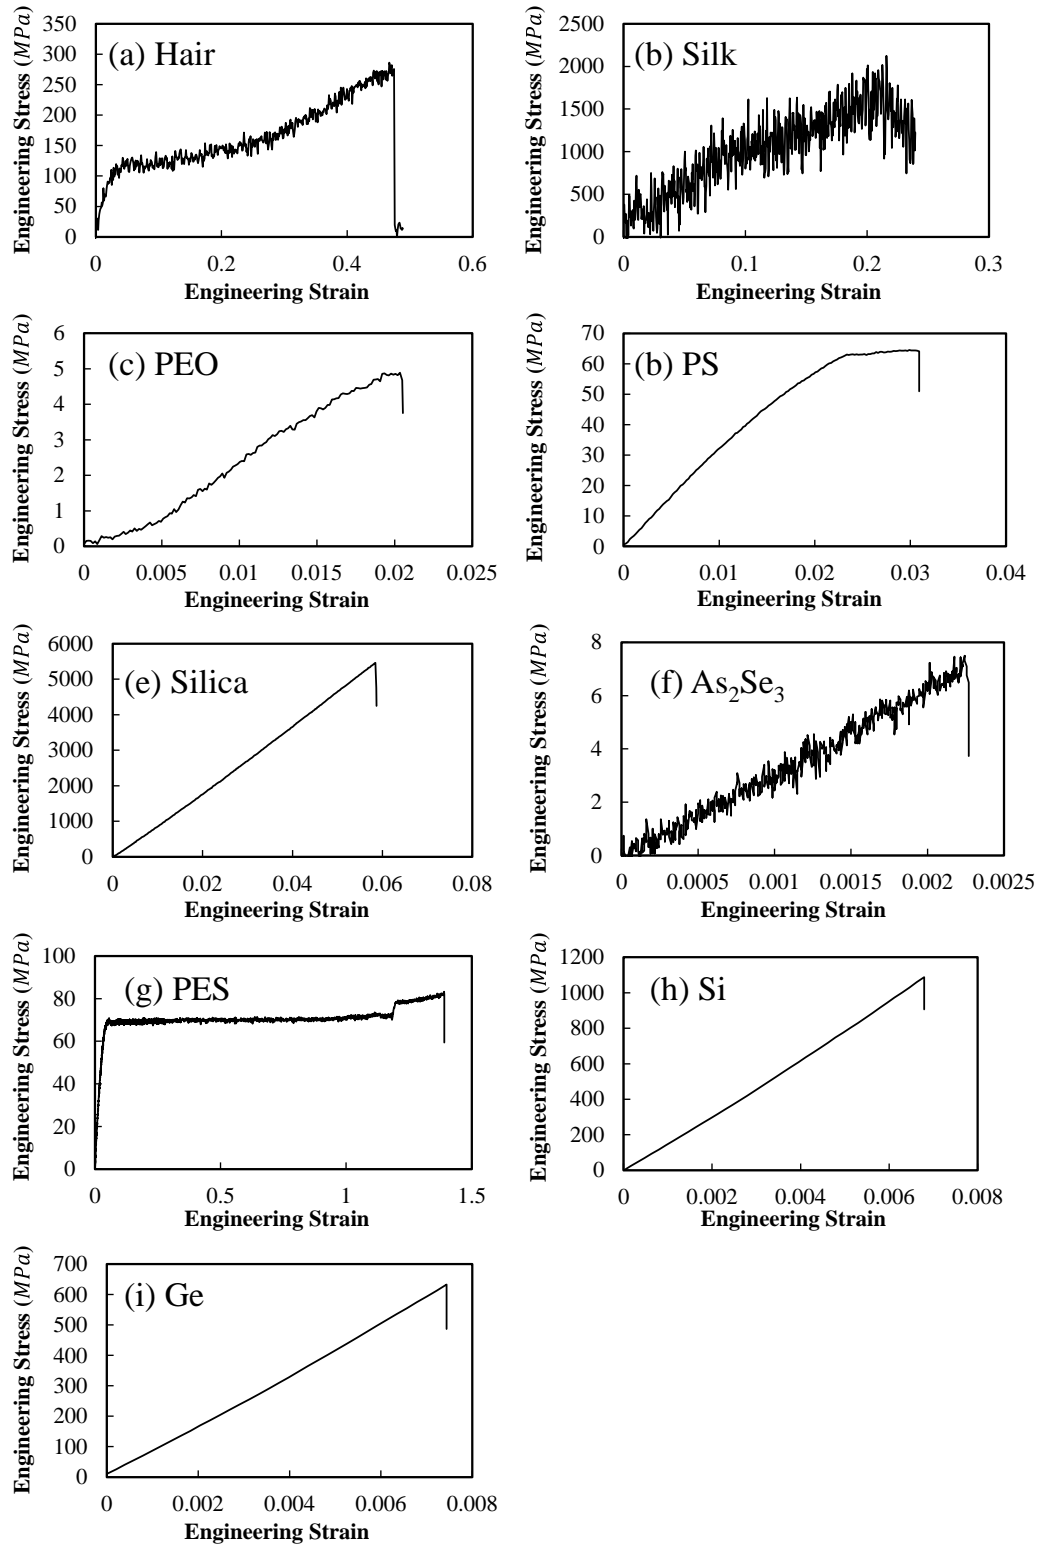 (a) Hair
Engineering Stress (MPa)
350
300
250
200
150
100
50
0
0 0.2 0.4 0.6
Engineering Strain
(b) Silk
Engineering Stress (MPa)
2500
2000
1500
1000
500
0
0 0.1 0.2 0.3
Engineering Strain
(c) PEO
Engineering Stress (MPa)
6
5
4
3
2
1
0
0 0.005 0.01 0.015 0.02 0.025
Engineering Strain
(b) PS
Engineering Stress (MPa)
70
60
50
40
30
20
10
0
0 0.01 0.02 0.03 0.04
Engineering Strain
(e) Silica
Engineering Stress (MPa)
6000
5000
4000
3000
2000
1000
0
0 0.02 0.04 0.06 0.08
Engineering Strain
(f) As₂Se₃
Engineering Stress (MPa)
8
6
4
2
0
0 0.0005 0.001 0.0015 0.002 0.0025
Engineering Strain
(g) PES
Engineering Stress (MPa)
100
80
60
40
20
0
0 0.5 1 1.5
Engineering Strain
(h) Si
Engineering Stress (MPa)
1200
1000
800
600
400
200
0
0 0.002 0.004 0.006 0.008
Engineering Strain
(i) Ge
Engineering Stress (MPa)
700
600
500
400
300
200
100
0
0 0.002 0.004 0.006 0.008
Engineering Strain